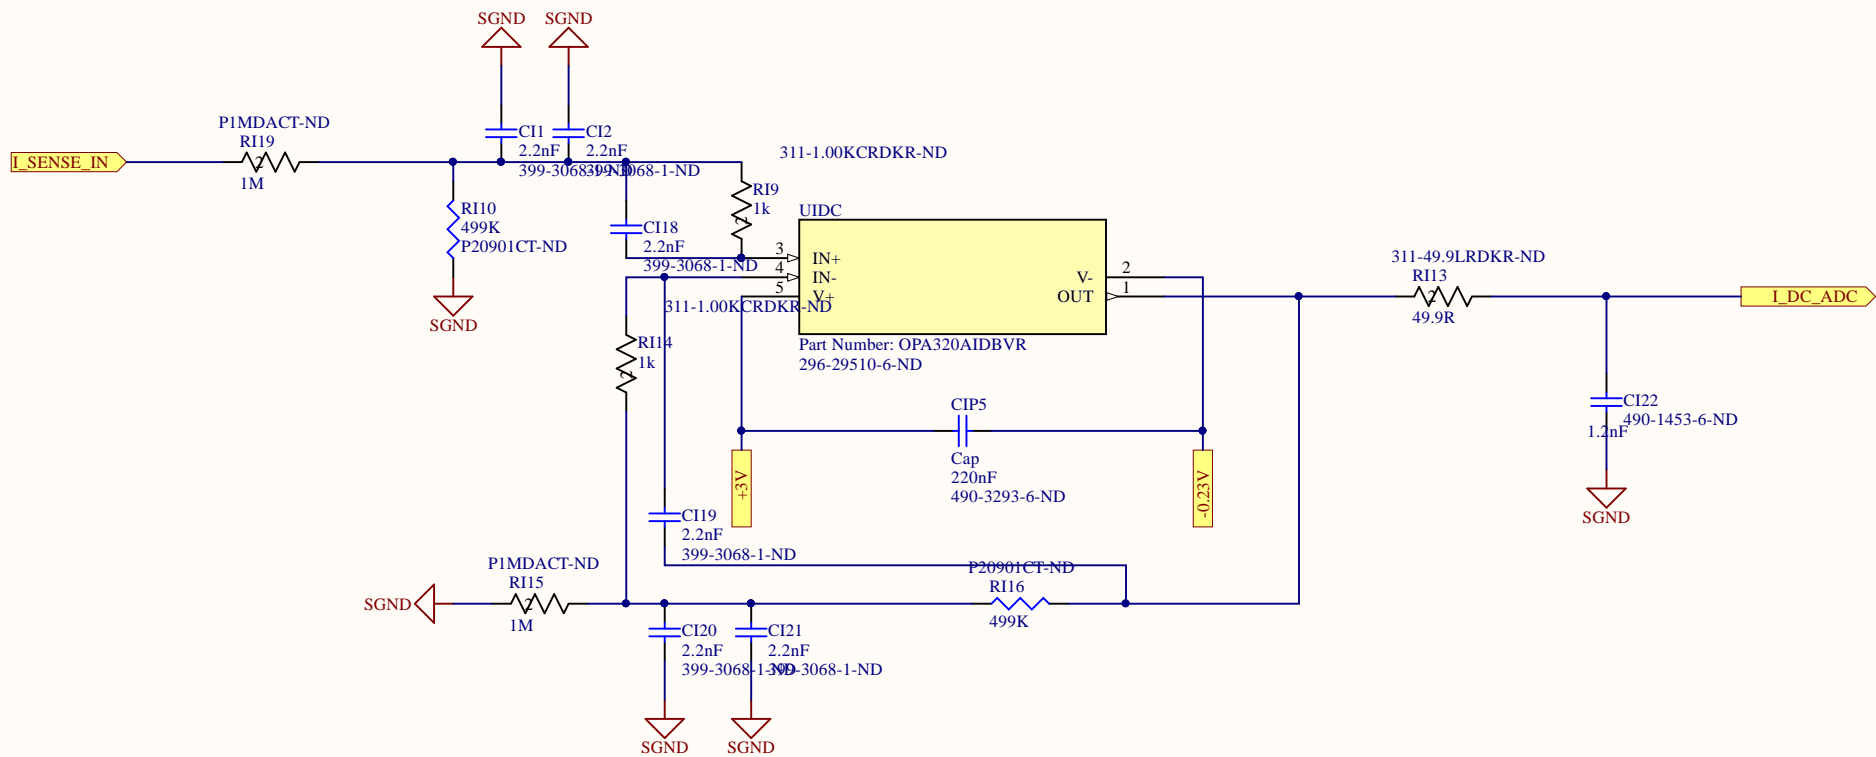 SGND
SGND
P1MDACT-ND
RI19
I_SENSE_IN
2
1M
CI1
2.2nF
399-3068-1-ND
CI2
2.2nF
399-3068-1-ND
311-1.00KCRDKR-ND
RI9
1k
2
RI10
499K
P20901CT-ND
SGND
CI18
2.2nF
399-3068-1-ND
UIDC
3
IN+
4
IN-
5
V+
V-
2
OUT
1
Part Number: OPA320AIDBVR
296-29510-6-ND
311-1.00KCRDKR-ND
RI14
1k
2
311-49.9LRDKR-ND
RI13
2
49.9R
I_DC_ADC
CI22
490-1453-6-ND
1.2nF
SGND
CIP5
Cap
220nF
490-3293-6-ND
+3V
-0.23V
CI19
2.2nF
399-3068-1-ND
P1MDACT-ND
RI15
SGND
2
1M
P20901CT-ND
RI16
499K
CI20
2.2nF
399-3068-1-ND
CI21
2.2nF
399-3068-1-ND
SGND
SGND